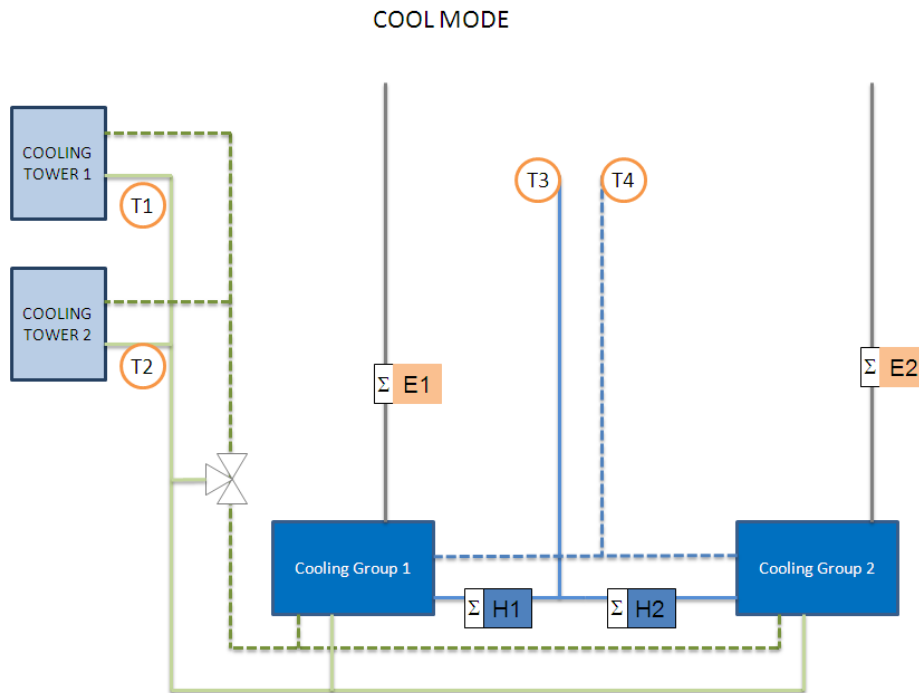 COOL MODE
COOLING
TOWER 1
T1
T3
T4
COOLING
TOWER 2
T2
Σ E1
Σ E2
Cooling Group 1
Cooling Group 2
Σ H1
Σ H2